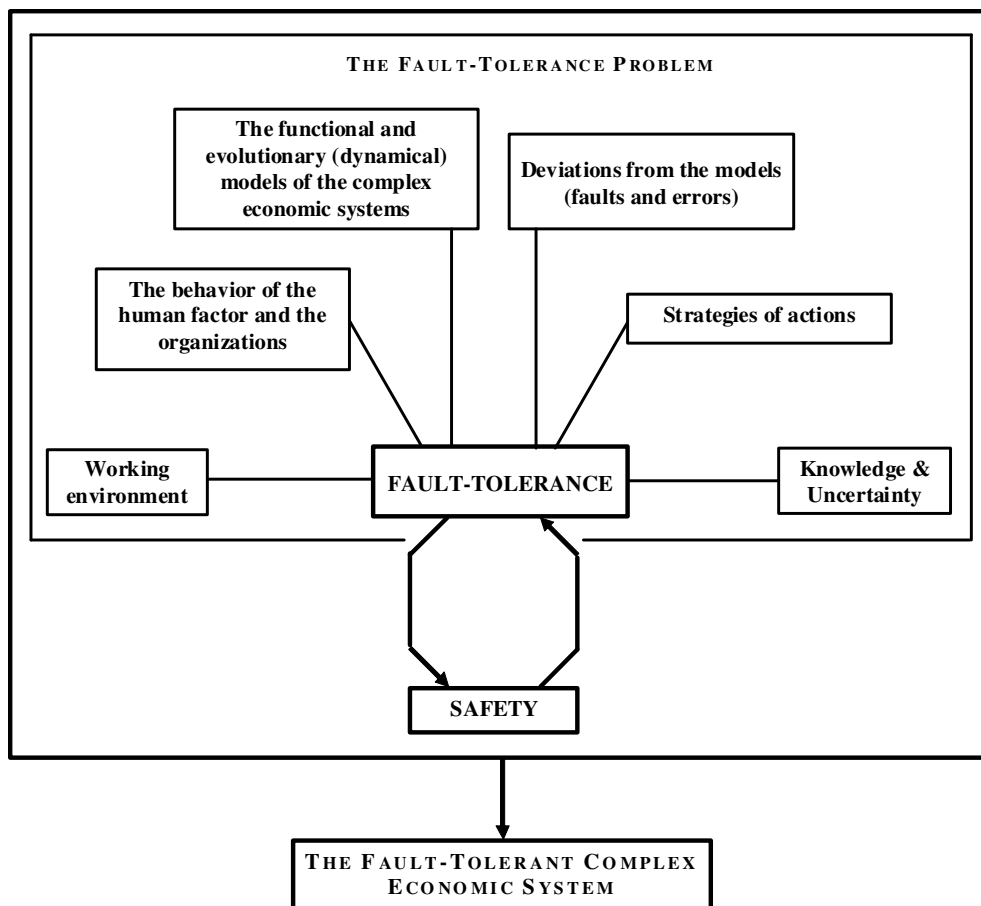 THE FAULT-TOLERANCE PROBLEM
The functional and
evolutionary (dynamical)
models of the complex
economic systems
Deviations from the models
(faults and errors)
The behavior of the
human factor and the
organizations
Strategies of actions
Working
environment
FAULT-TOLERANCE
Knowledge &
Uncertainty
SAFETY
THE FAULT-TOLERANT COMPLEX
ECONOMIC SYSTEM